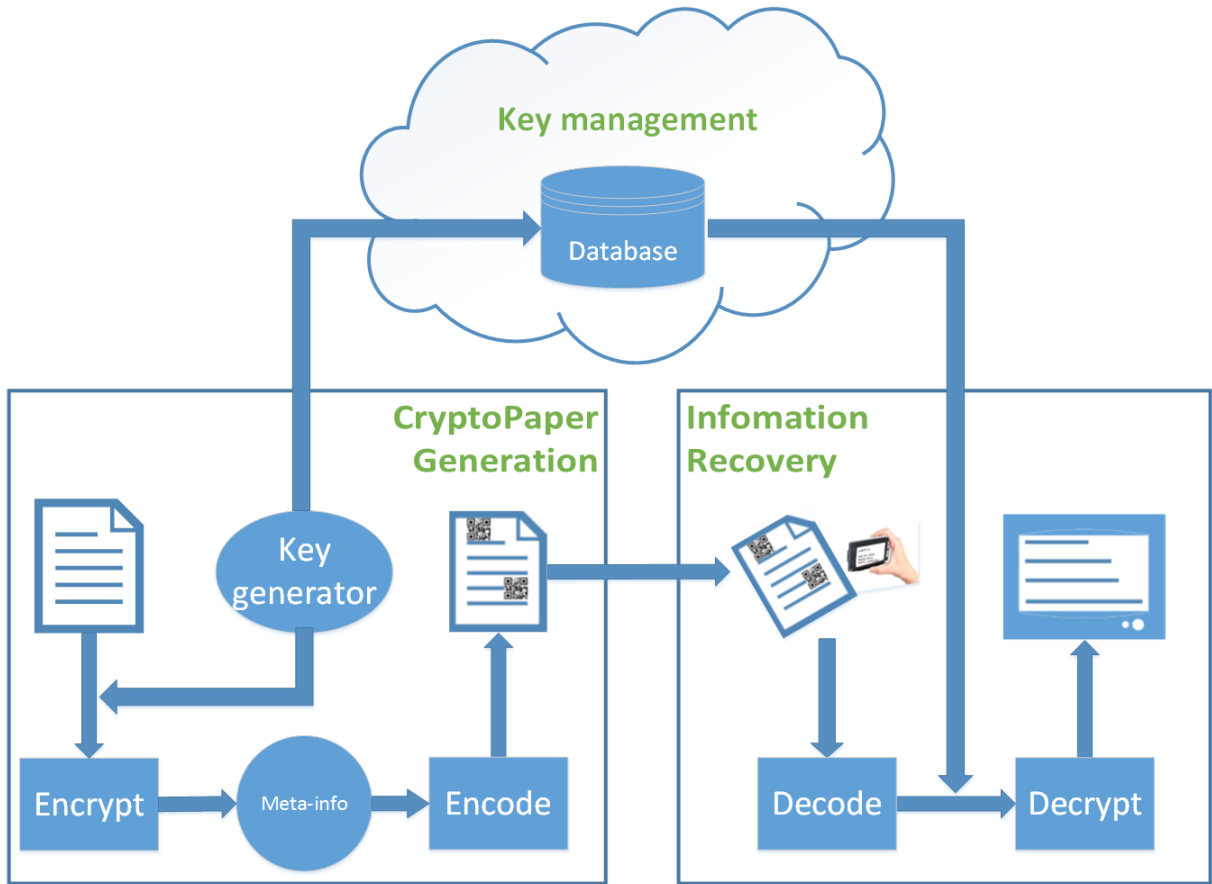 Key management
Database
CryptoPaper
Generation
Key
generator
Encrypt
Meta-info
Encode
Infomation
Recovery
Decode
Decrypt